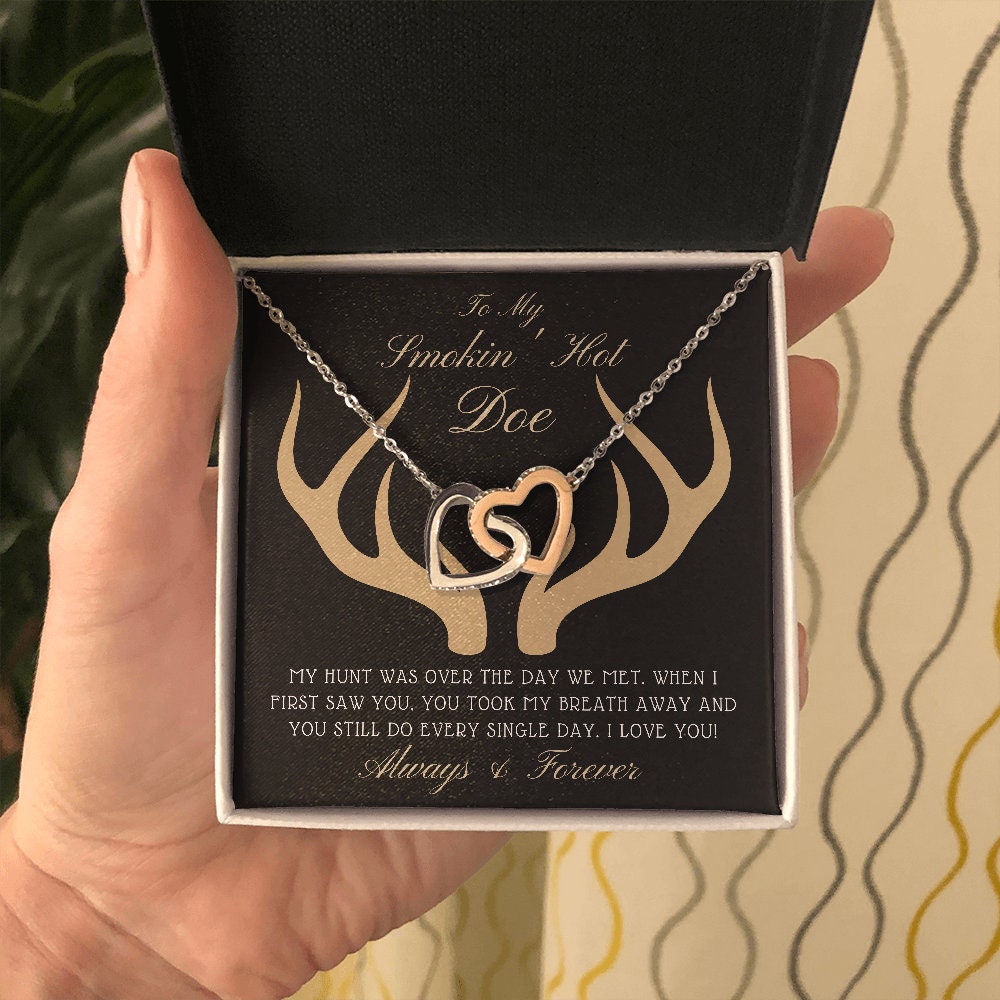 To My
Smokin' Hot
Doe
MY HUNT WAS OVER THE DAY WE MET. WHEN I
FIRST SAW YOU, YOU TOOK MY BREATH AWAY AND
YOU STILL DO EVERY SINGLE DAY. I LOVE YOU!
Always & Forever